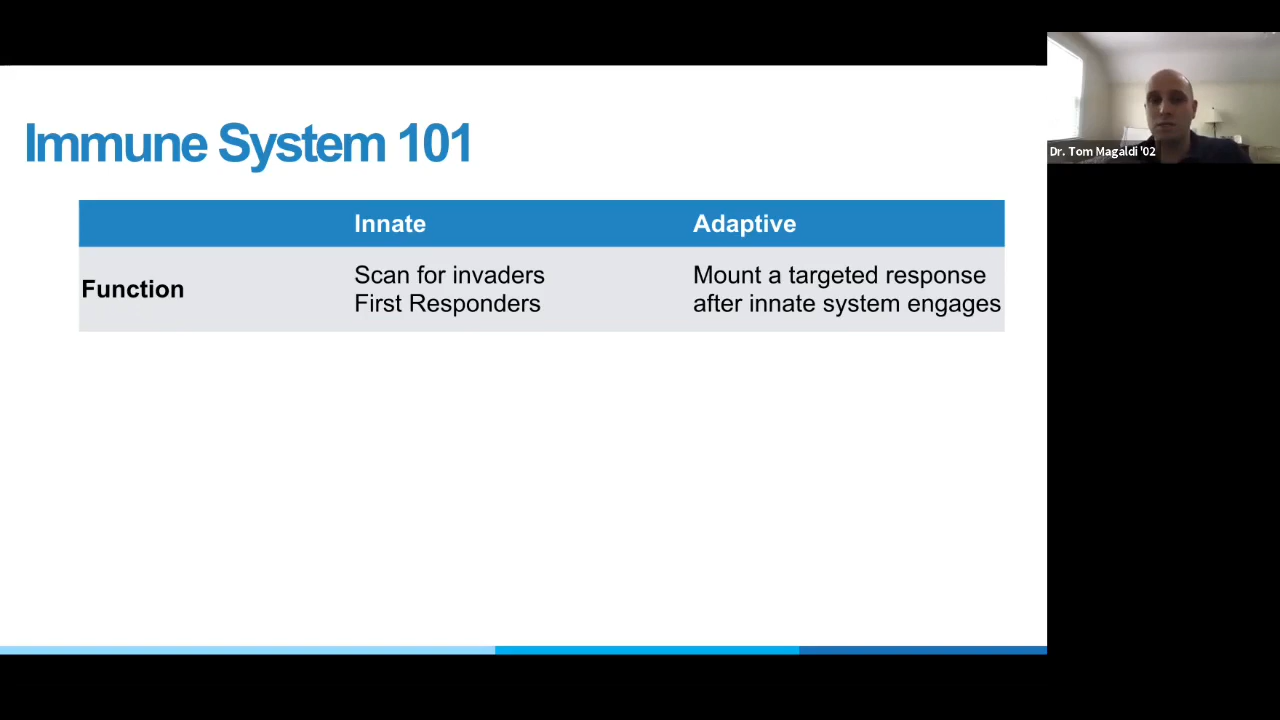 Immune System 101
Innate
Adaptive
Function
Scan for invaders
First Responders
Mount a targeted response
after innate system engages
Dr. Tom Magaldi '02